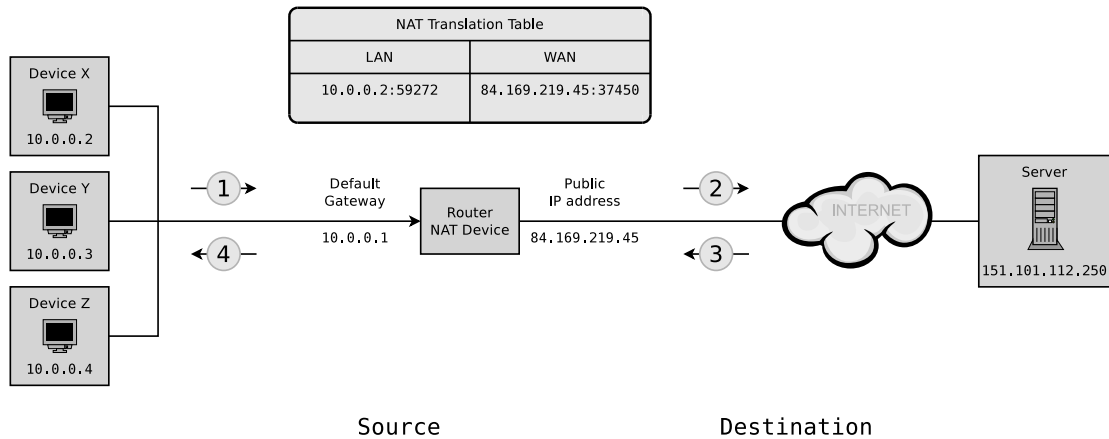 NAT Translation Table
LAN
WAN
10.0.0.2:59272
84.169.219.45:37450
Device X
10.0.0.2
Device Y
10.0.0.3
Device Z
10.0.0.4
1
4
Default
Gateway
10.0.0.1
Router
NAT Device
Public
IP address
84.169.219.45
2
3
INTERNET
Server
151.101.112.250
Source
Destination